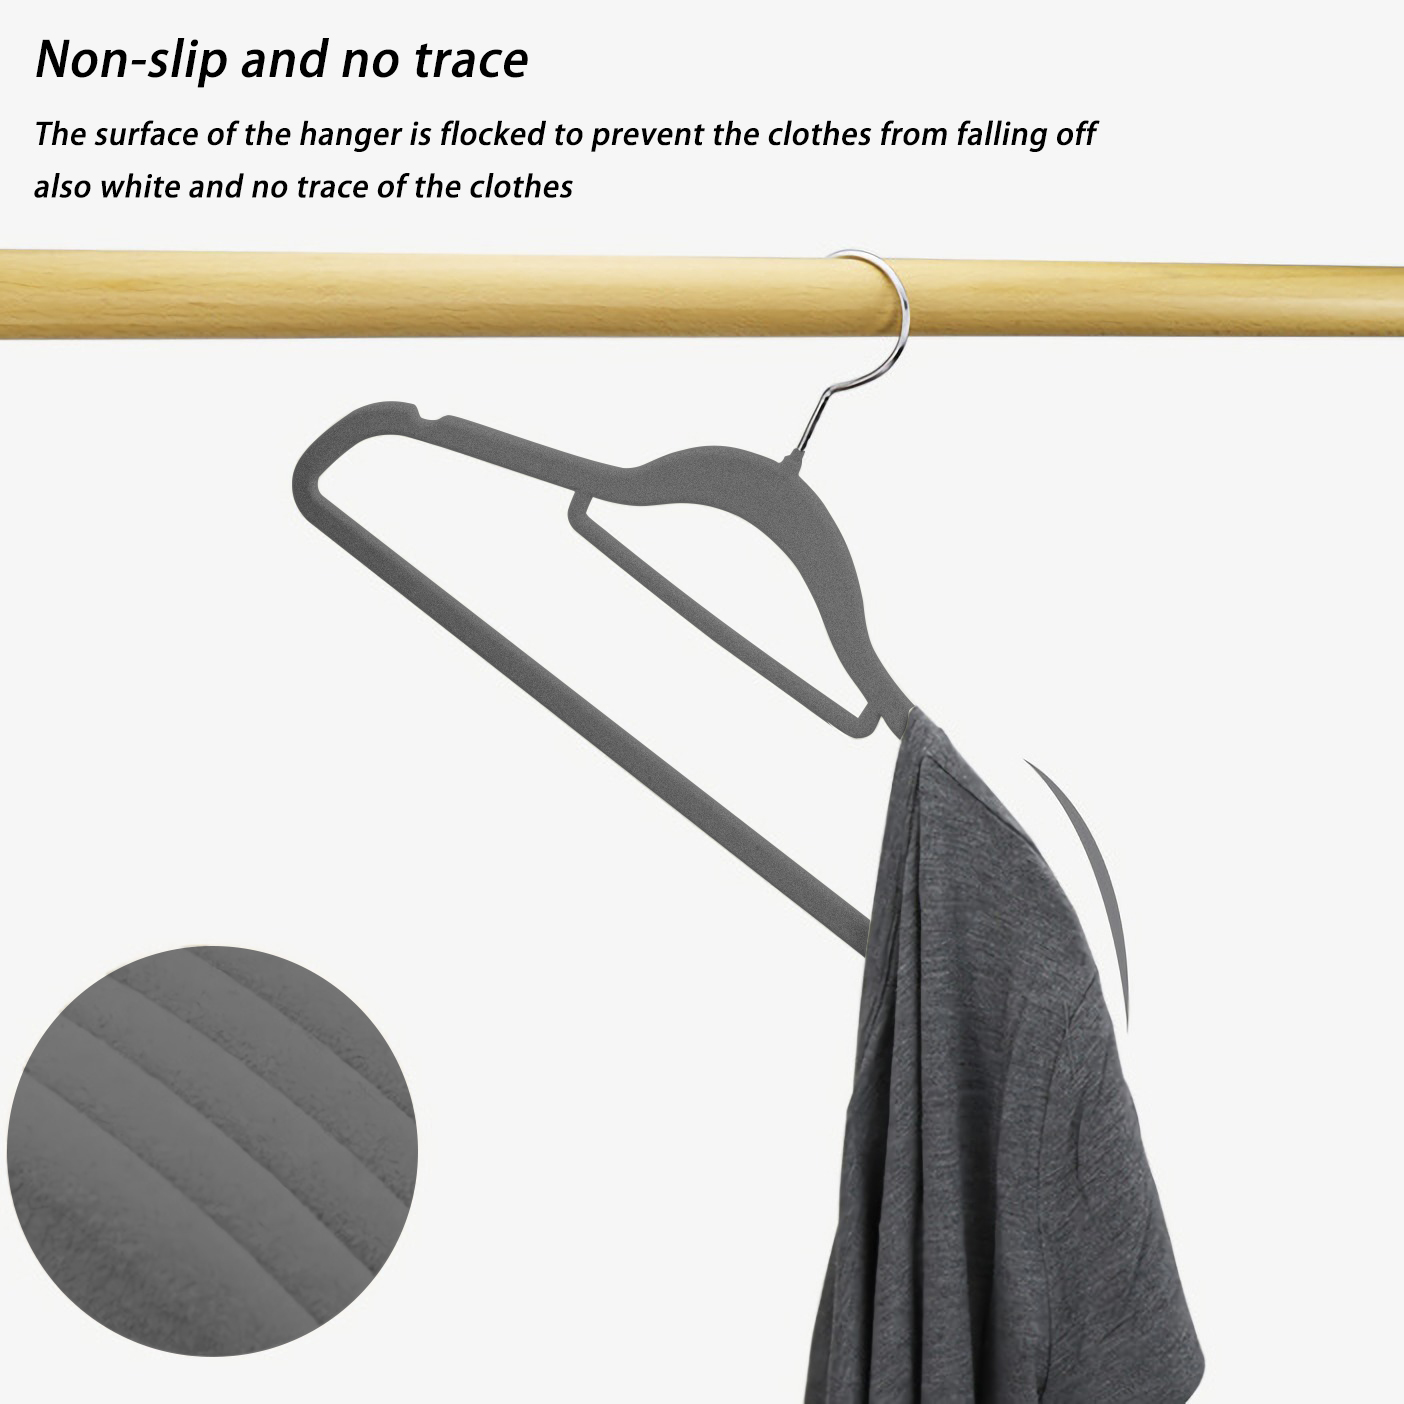 Non-slip and no trace
The surface of the hanger is flocked to prevent the clothes from falling off
also white and no trace of the clothes